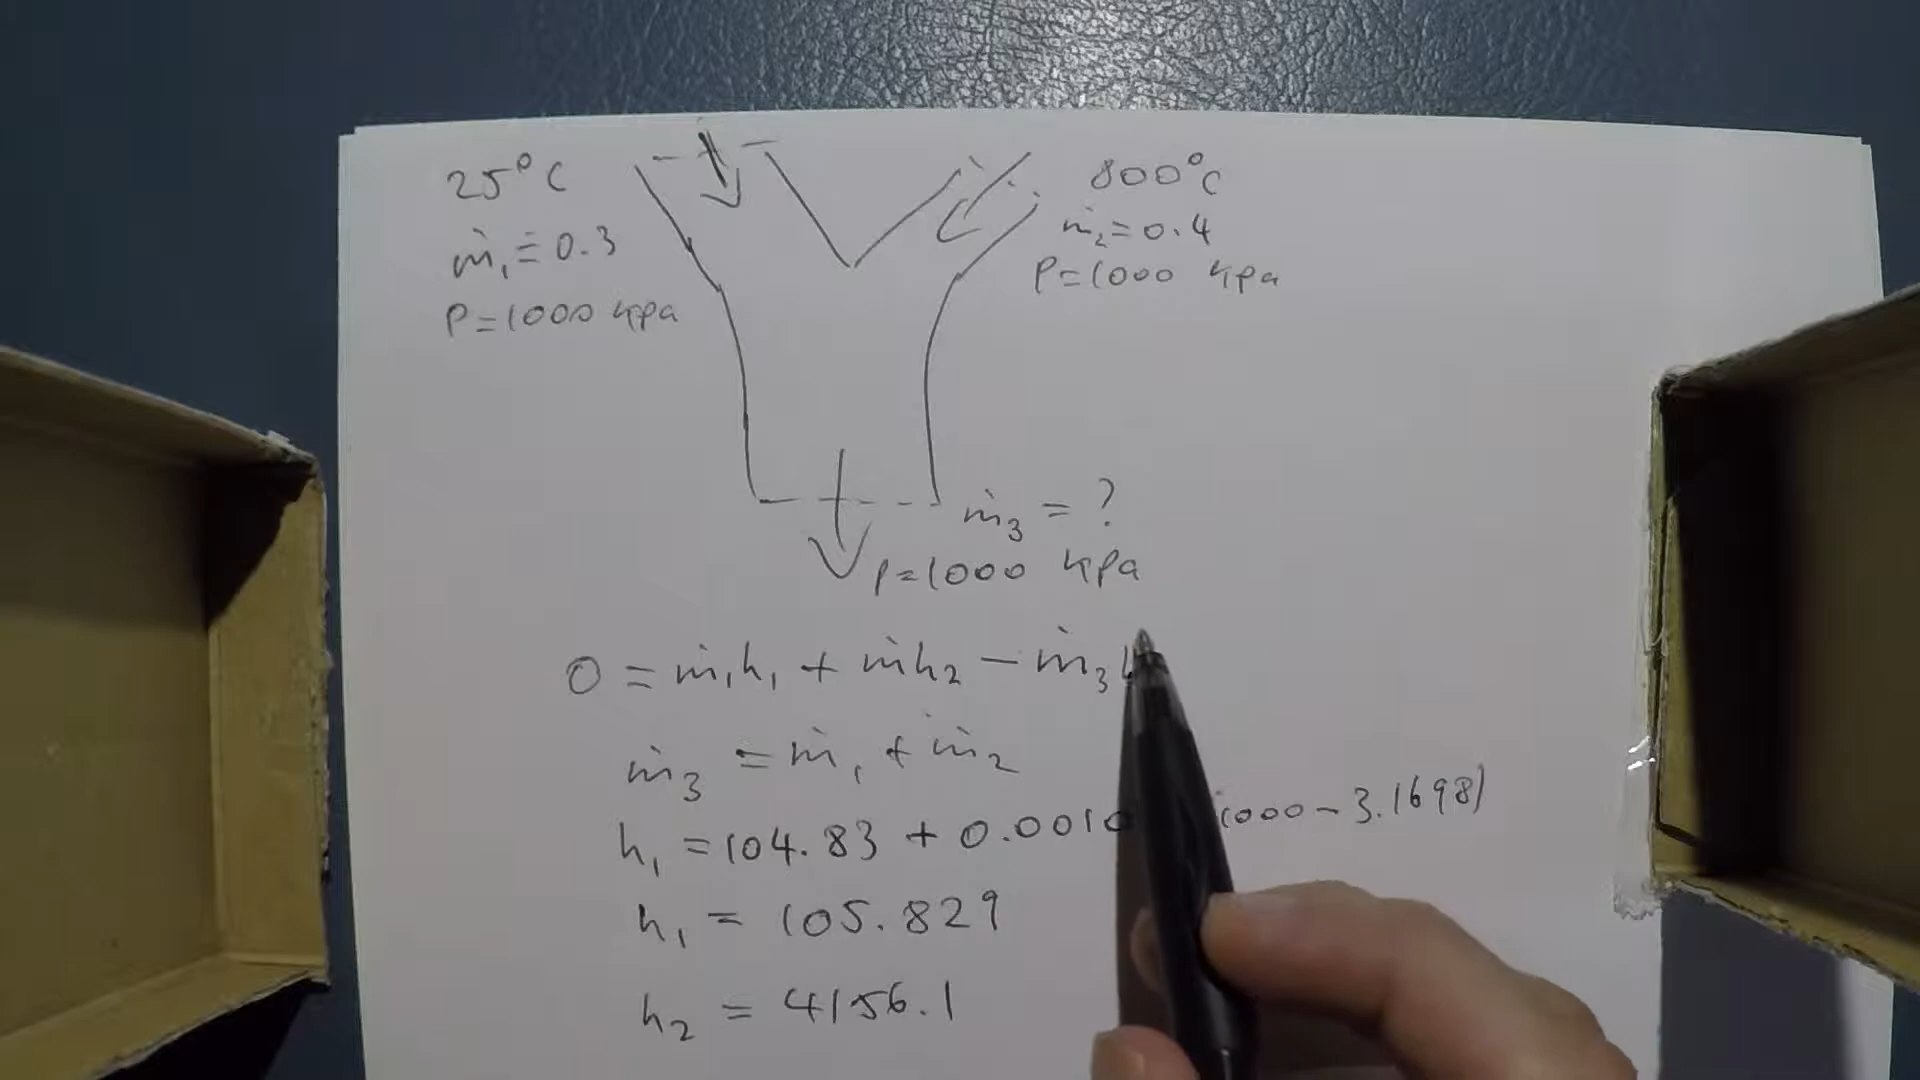 25°C
ṁ₁ = 0.3
P=1000 kpa
800°C
ṁ₂=0.4
P=1000 kpa
ṁ₃ = ?
P=1000 kpa
0 = ṁ₁h₁ + ṁh₂ − ṁ₃
ṁ₃ = ṁ₁ + ṁ₂
h₁ = 104.83 + 0.0010 1000 − 3.1698)
h₁ = 105.829
h₂ = 4156.1